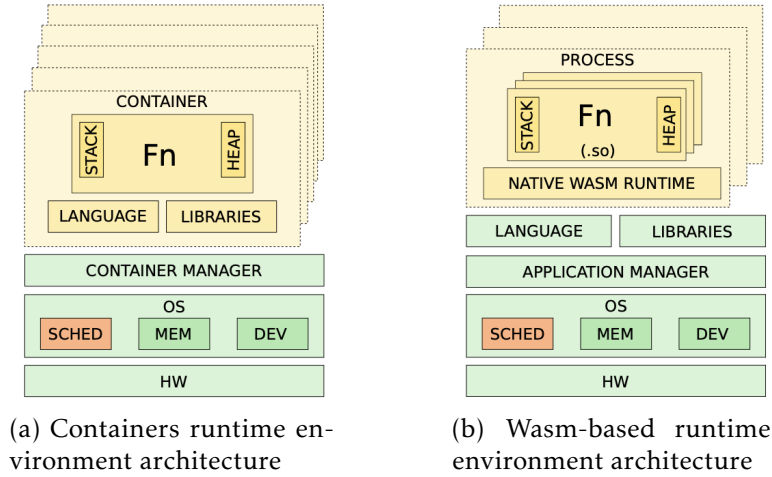 CONTAINER
STACK
Fn
HEAP
LANGUAGE
LIBRARIES
CONTAINER MANAGER
OS
SCHED
MEM
DEV
HW
(a) Containers runtime en-
vironment architecture
PROCESS
STACK
Fn
(.so)
HEAP
NATIVE WASM RUNTIME
LANGUAGE
LIBRARIES
APPLICATION MANAGER
OS
SCHED
MEM
DEV
HW
(b) Wasm-based runtime
environment architecture